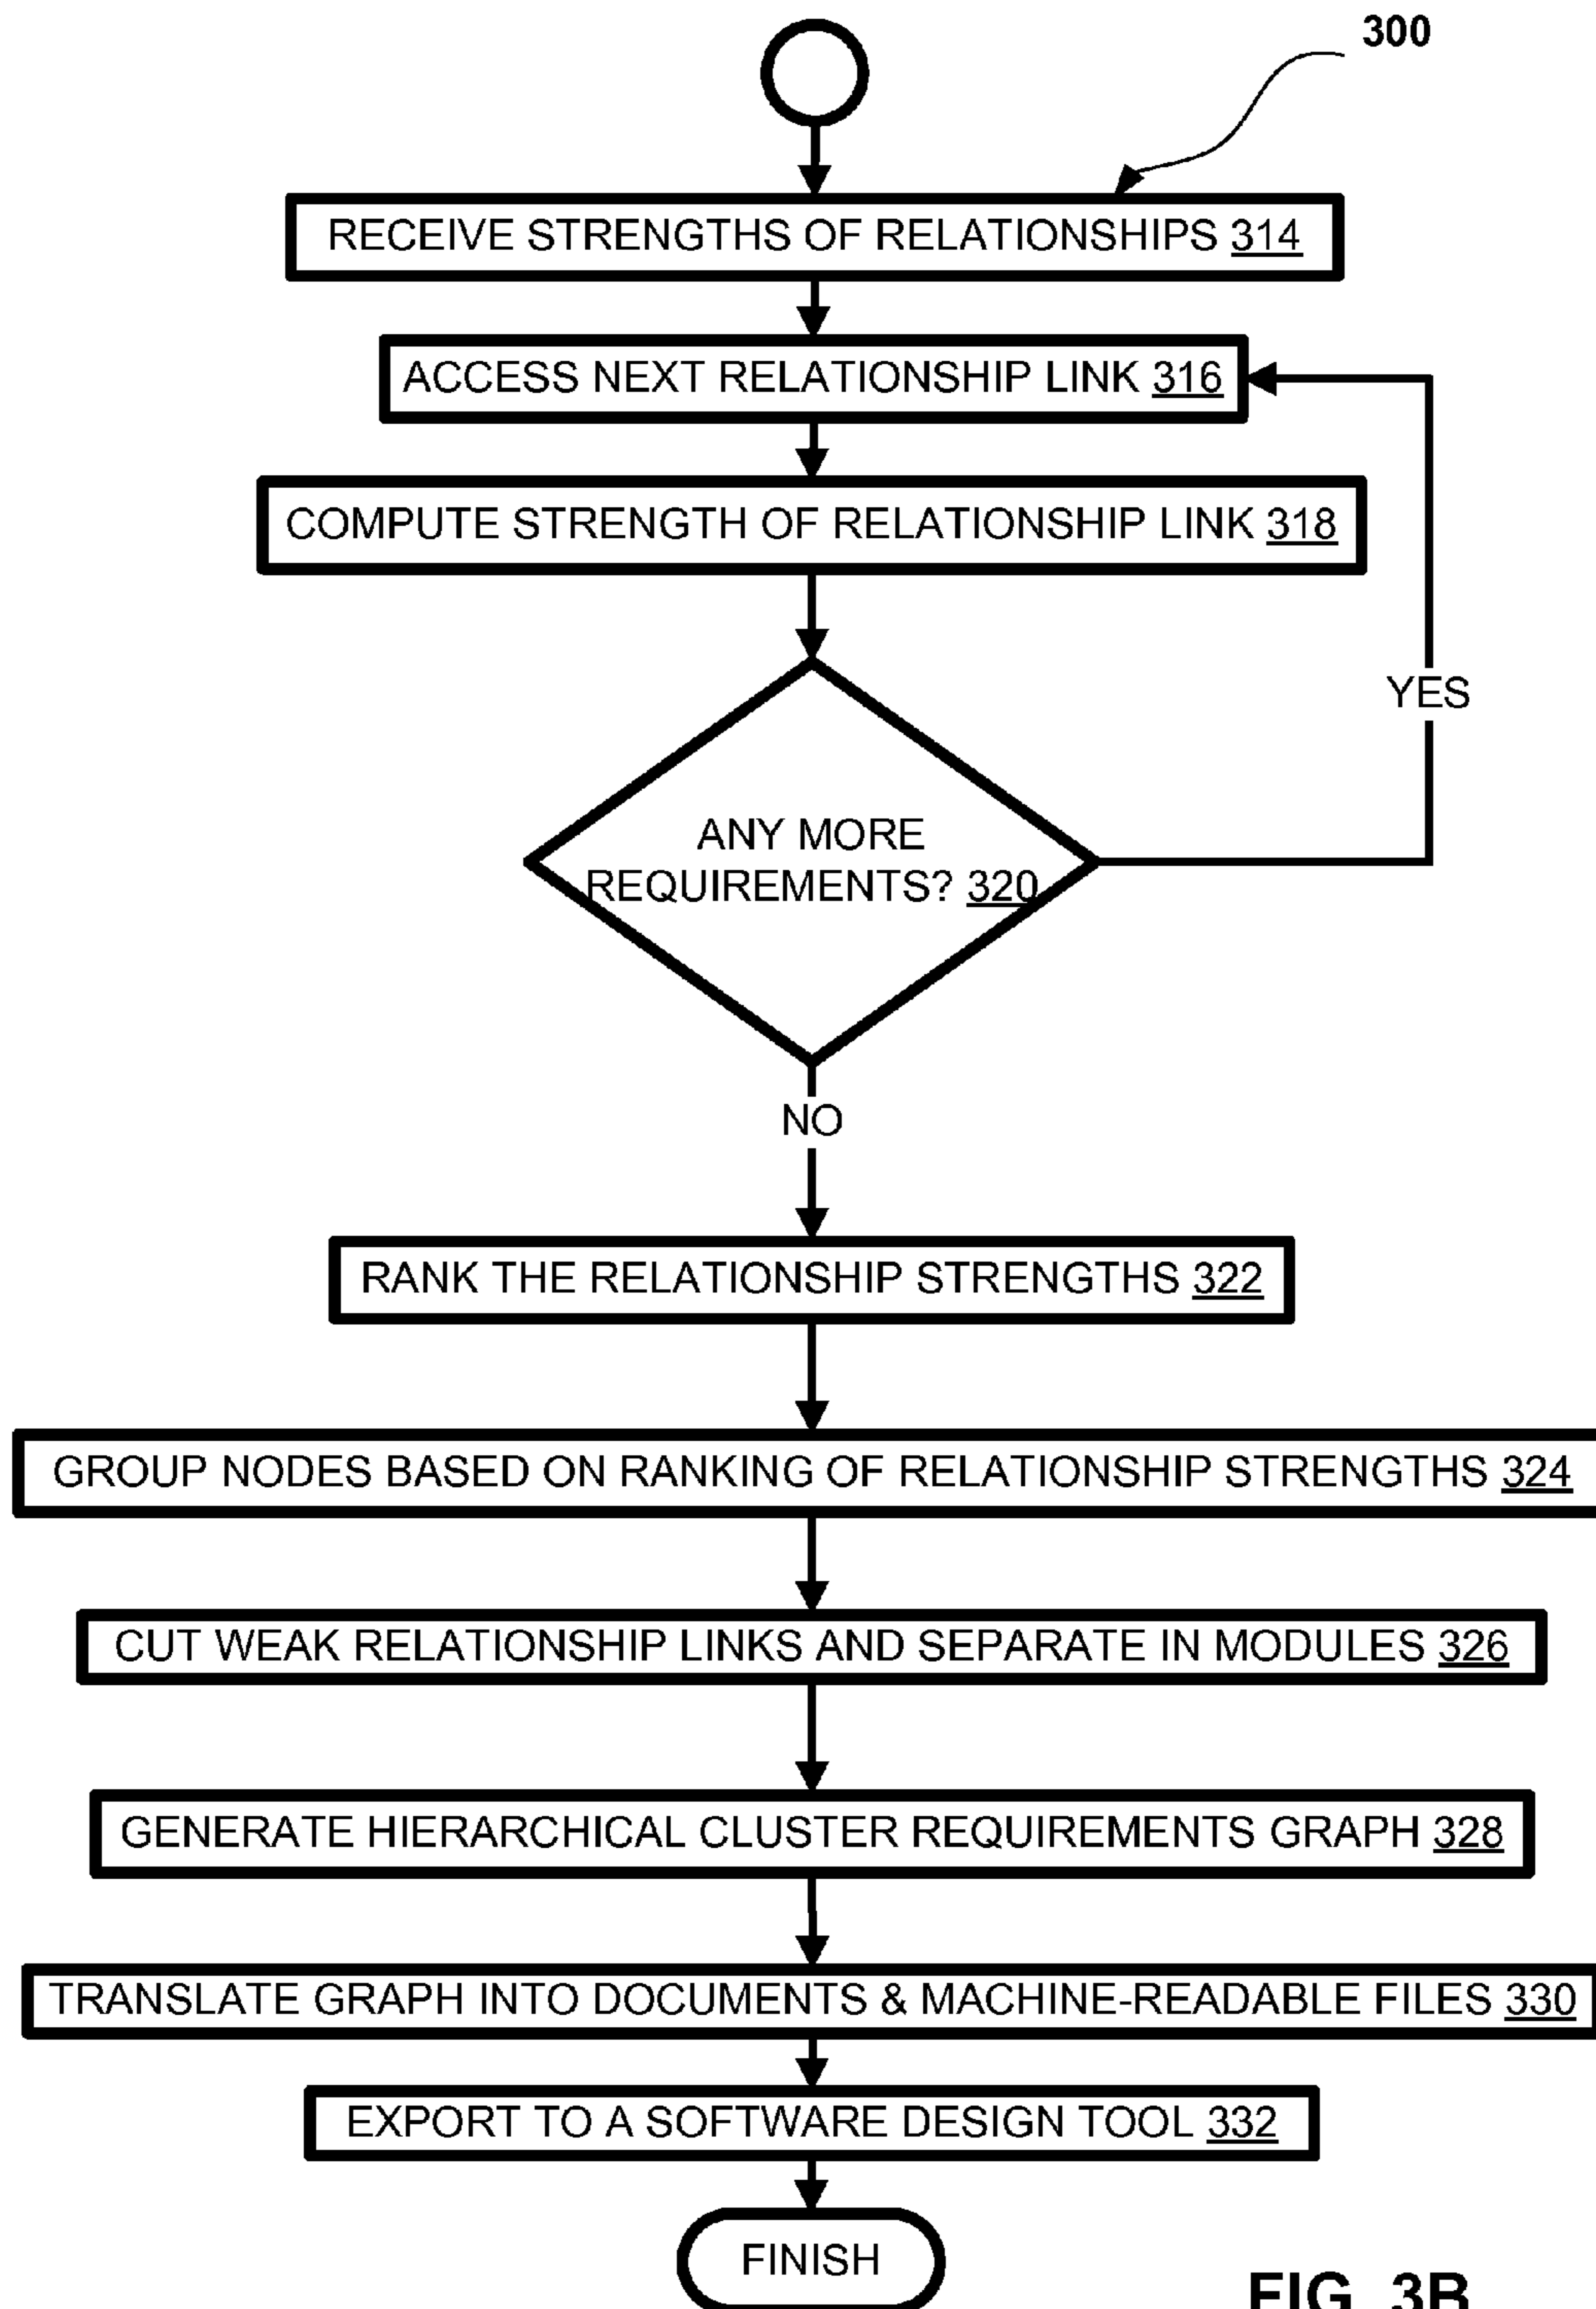 300
RECEIVE STRENGTHS OF RELATIONSHIPS 314
ACCESS NEXT RELATIONSHIP LINK 316
COMPUTE STRENGTH OF RELATIONSHIP LINK 318
YES
ANY MORE
REQUIREMENTS? 320
NO
RANK THE RELATIONSHIP STRENGTHS 322
GROUP NODES BASED ON RANKING OF RELATIONSHIP STRENGTHS 324
CUT WEAK RELATIONSHIP LINKS AND SEPARATE IN MODULES 326
GENERATE HIERARCHICAL CLUSTER REQUIREMENTS GRAPH 328
TRANSLATE GRAPH INTO DOCUMENTS & MACHINE-READABLE FILES 330
EXPORT TO A SOFTWARE DESIGN TOOL 332
FINISH
FIG. 3B